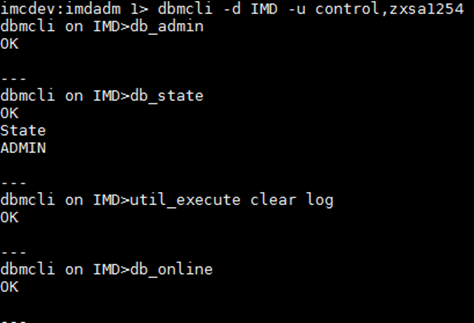 imcdev:imdadm 1> dbmcli -d IMD -u control,zxsa1254
dbmcli on IMD>db_admin
OK
---
dbmcli on IMD>db_state
OK
State
ADMIN
---
dbmcli on IMD>util_execute clear log
OK
---
dbmcli on IMD>db_online
OK
---